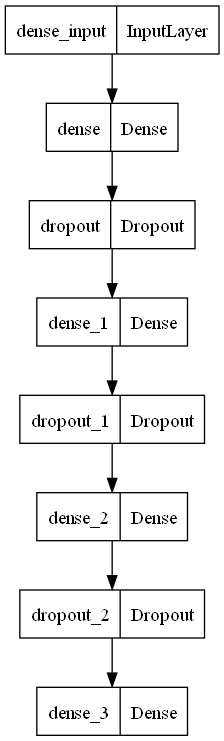 dense_input InputLayer
dense Dense
dropout Dropout
dense_1 Dense
dropout_1 Dropout
dense_2 Dense
dropout_2 Dropout
dense_3 Dense